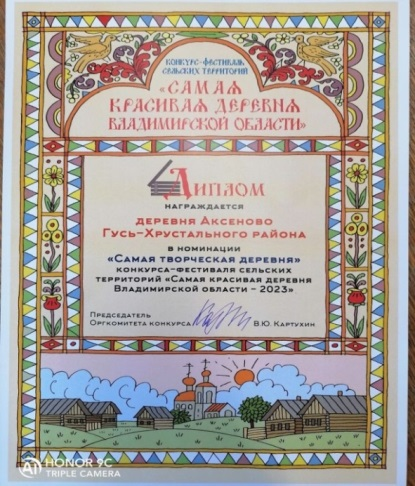 КОНКУРС-ФЕСТИВАЛЬ
СЕЛЬСКИХ ТЕРРИТОРИЙ
«САМАЯ
КРАСИВАЯ ДЕРЕВНЯ
ВЛАДИМИРСКОЙ ОБЛАСТИ»
ДИПЛОМ
НАГРАЖДАЕТСЯ
ДЕРЕВНЯ АКСЕНОВО
ГУСЬ-ХРУСТАЛЬНОГО РАЙОНА
В НОМИНАЦИИ
«САМАЯ ТВОРЧЕСКАЯ ДЕРЕВНЯ»
КОНКУРСА-ФЕСТИВАЛЯ СЕЛЬСКИХ
ТЕРРИТОРИЙ «САМАЯ КРАСИВАЯ ДЕРЕВНЯ
ВЛАДИМИРСКОЙ ОБЛАСТИ - 2023»
ПРЕДСЕДАТЕЛЬ
ОРГКОМИТЕТА КОНКУРСА В.Ю. КАРТУХИН
HONOR 9C
TRIPLE CAMERA